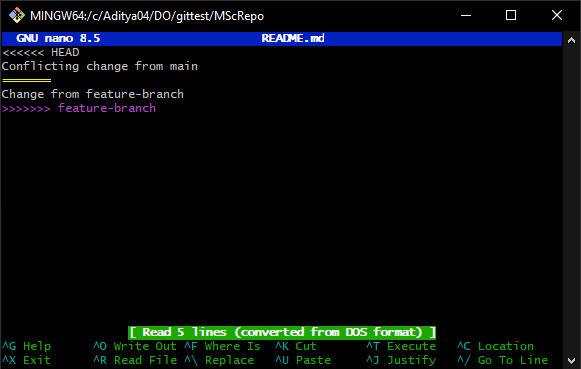 MINGW64:/c/Aditya04/DO/gittest/MScRepo
GNU nano 8.5 README.md
<<<<<< HEAD
Conflicting change from main
=======
Change from feature-branch
>>>>>>> feature-branch
[ Read 5 lines (converted from DOS format) ]
^G Help ^O Write Out ^F Where Is ^K Cut ^T Execute ^C Location
^X Exit ^R Read File ^\ Replace ^U Paste ^J Justify ^/ Go To Line